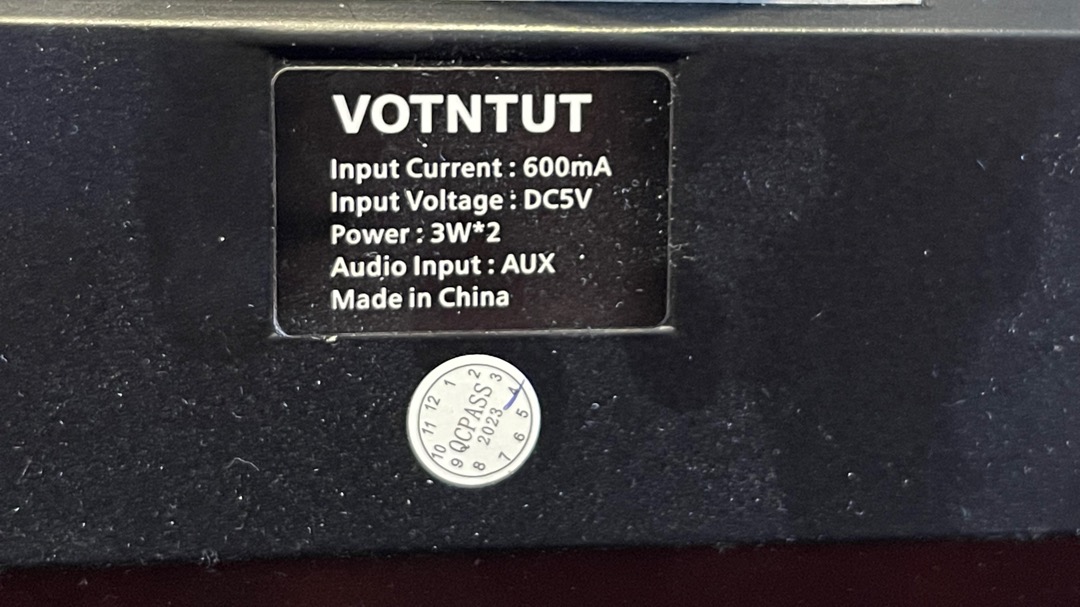 VOTNTUT
Input Current : 600mA
Input Voltage : DC5V
Power : 3W*2
Audio Input : AUX
Made in China
1
2
3
4
5
6
7
8
9
10
11
12
QCPASS
2023